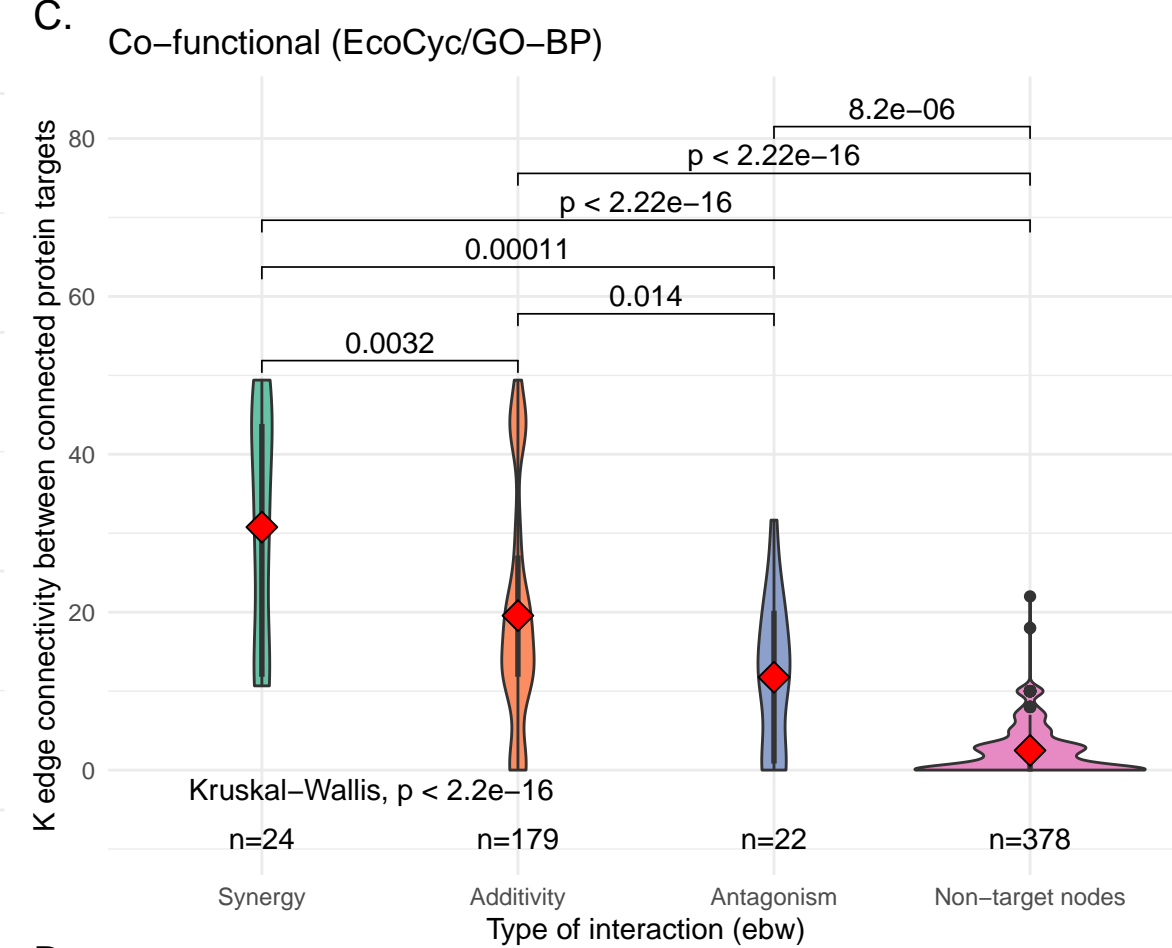 C.
Co−functional (EcoCyc/GO−BP)
K edge connectivity between connected protein targets
80
60
40
20
0
8.2e−06
p < 2.22e−16
p < 2.22e−16
0.00011
0.014
0.0032
Kruskal−Wallis, p < 2.2e−16
n=24 n=179 n=22 n=378
Synergy Additivity Antagonism Non−target nodes
Type of interaction (ebw)